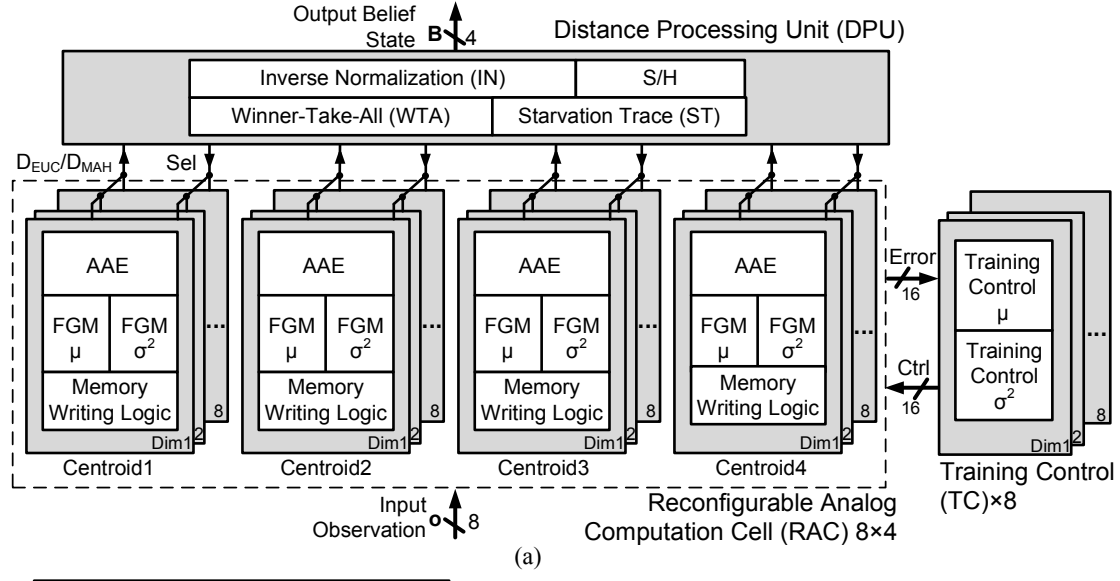 Output Belief State
B 4
Distance Processing Unit (DPU)
Inverse Normalization (IN)
S/H
Winner-Take-All (WTA)
Starvation Trace (ST)
D_EUC/D_MAH
Sel
AAE
FGM μ
FGM σ²
Memory Writing Logic
...
Dim1
2
8
Centroid1
AAE
FGM μ
FGM σ²
Memory Writing Logic
...
Dim1
2
8
Centroid2
AAE
FGM μ
FGM σ²
Memory Writing Logic
...
Dim1
2
8
Centroid3
AAE
FGM μ
FGM σ²
Memory Writing Logic
...
Dim1
2
8
Centroid4
Error
16
Ctrl
16
Training Control μ
Training Control σ²
...
Dim1
2
8
Training Control
(TC)×8
Input Observation
o 8
Reconfigurable Analog
Computation Cell (RAC) 8×4
(a)